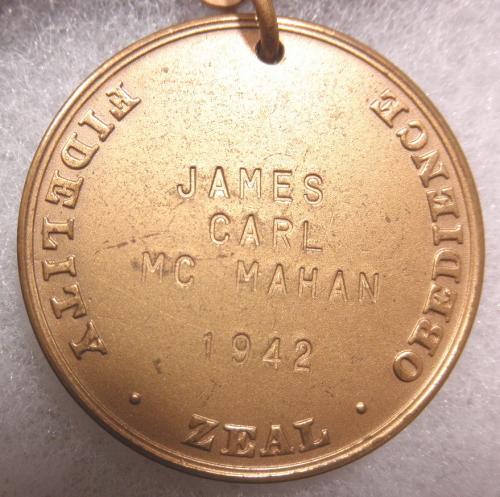 FIDELITY
ZEAL
OBEDIENCE
JAMES
CARL
MC MAHAN
1942